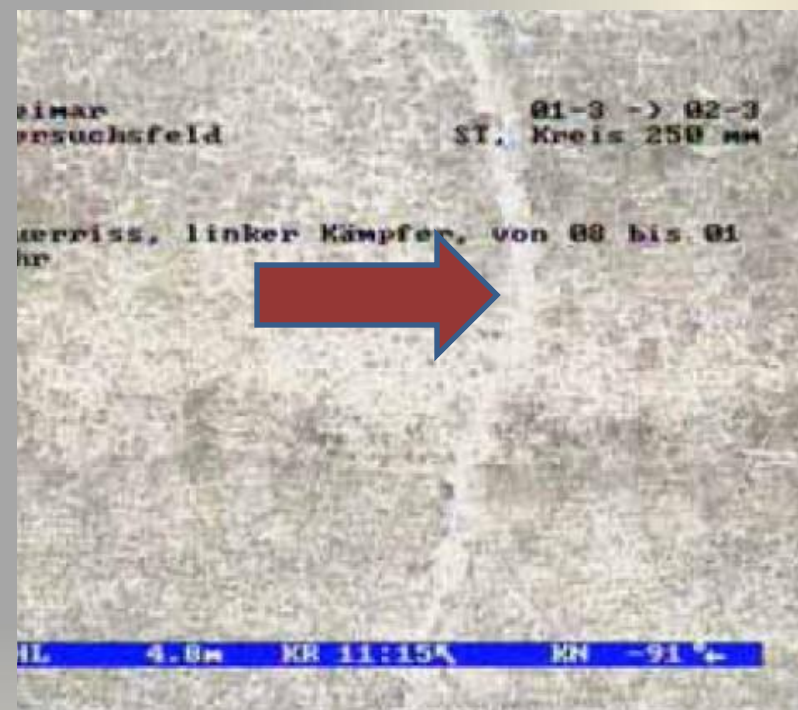 eimar 01-3 -> 02-3
ersuchsfeld ST, Kreis 250 mm
uerriss, linker Kämpfer, von 08 bis 01
hr
HL 4.8m KR 11:15 KN -91°